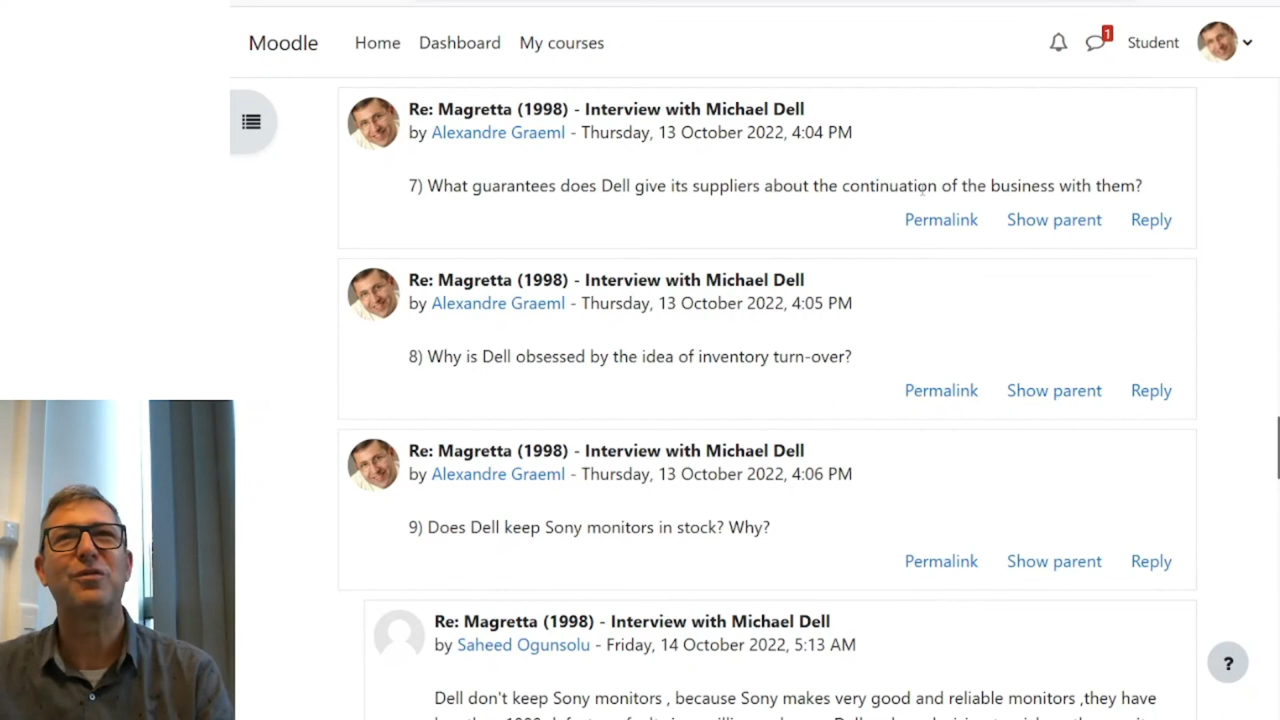 Moodle Home Dashboard My courses 1 Student
Re: Magretta (1998) - Interview with Michael Dell
by Alexandre Graeml - Thursday, 13 October 2022, 4:04 PM
7) What guarantees does Dell give its suppliers about the continuation of the business with them?
Permalink Show parent Reply
Re: Magretta (1998) - Interview with Michael Dell
by Alexandre Graeml - Thursday, 13 October 2022, 4:05 PM
8) Why is Dell obsessed by the idea of inventory turn-over?
Permalink Show parent Reply
Re: Magretta (1998) - Interview with Michael Dell
by Alexandre Graeml - Thursday, 13 October 2022, 4:06 PM
9) Does Dell keep Sony monitors in stock? Why?
Permalink Show parent Reply
Re: Magretta (1998) - Interview with Michael Dell
by Saheed Ogunsolu - Friday, 14 October 2022, 5:13 AM
?
Dell don't keep Sony monitors , because Sony makes very good and reliable monitors ,they have